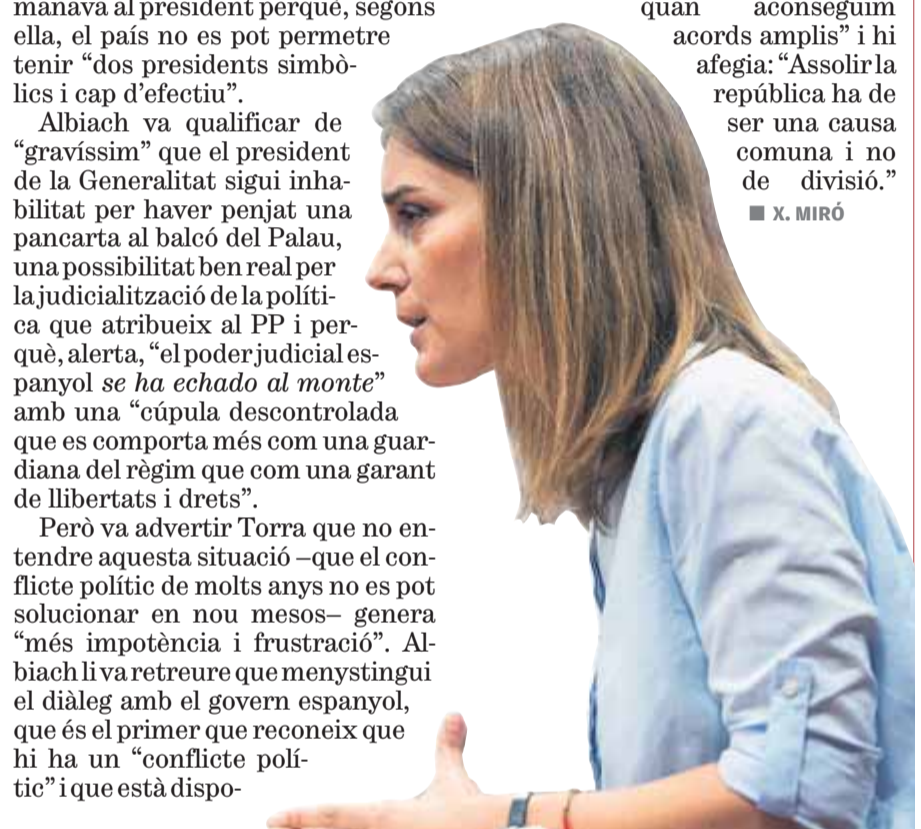 manava al president perquè, segons
ella, el país no es pot permetre
tenir “dos presidents simbò-
lics i cap d’efectiu”.
Albiach va qualificar de
“gravíssim” que el president
de la Generalitat sigui inha-
bilitat per haver penjat una
pancarta al balcó del Palau,
una possibilitat ben real per
la judicialització de la políti-
ca que atribueix al PP i per-
què, alerta, “el poder judicial es-
panyol se ha echado al monte”
amb una “cúpula descontrolada
que es comporta més com una guar-
diana del règim que com una garant
de llibertats i drets”.
Però va advertir Torra que no en-
tendre aquesta situació –que el con-
flicte polític de molts anys no es pot
solucionar en nou mesos– genera
“més impotència i frustració”. Al-
biach li va retreure que menystingui
el diàleg amb el govern espanyol,
que és el primer que reconeix que
hi ha un “conflicte polí-
tic” i que està dispo-
quan aconseguim
acords amplis” i hi
afegia: “Assolir la
república ha de
ser una causa
comuna i no
de divisió.”
■ X. MIRÓ